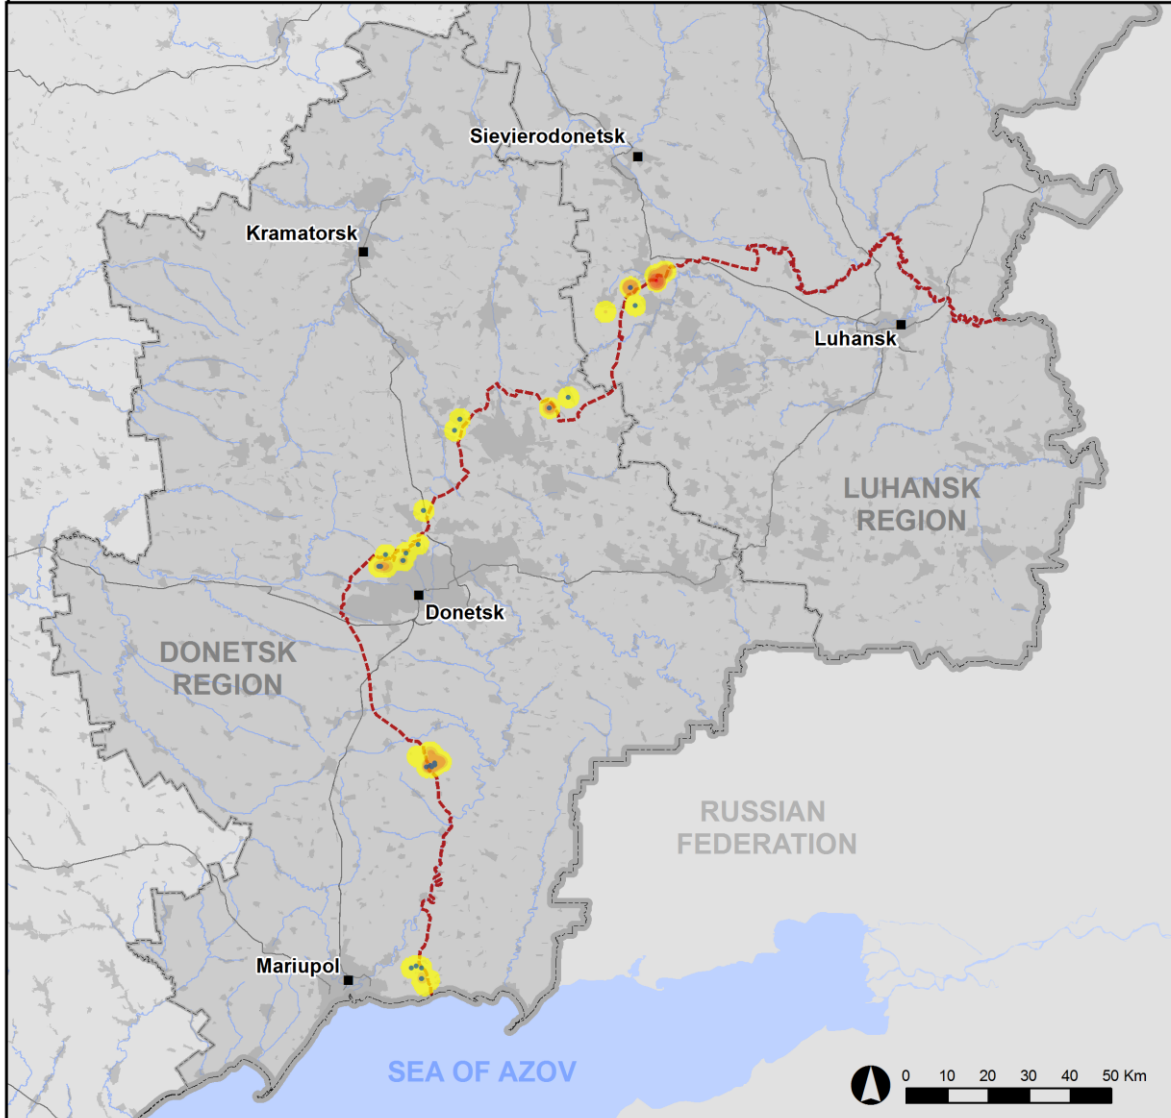 Sievierodonetsk
Kramatorsk
Luhansk
LUHANSK
REGION
Donetsk
DONETSK
REGION
RUSSIAN
FEDERATION
Mariupol
SEA OF AZOV
0 10 20 30 40 50 Km